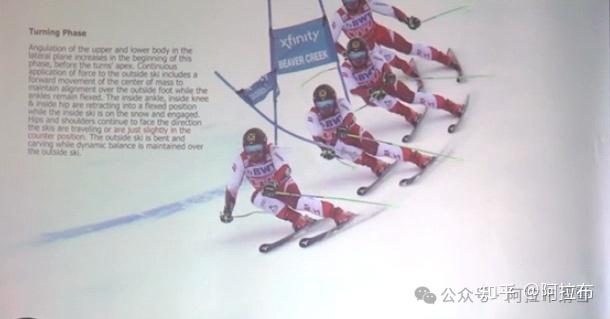 Turning Phase
Angulation of the upper and lower body in the
lateral plane increases in the beginning of this
phase, before the turns' apex. Continuous
application of force to the outside ski includes a
forward movement of the center of mass to
maintain alignment over the outside foot while the
ankles remain flexed. The inside ankle, inside knee
& inside hip are retracting into a flexed position
while the inside ski is on the snow and engaged.
Hips and shoulders continue to face the direction
the skis are traveling or are just slightly in the
counter position. The outside ski is bent and
carving while dynamic balance is maintained over
the outside ski.
xfinity
BEAVER CREEK
BWT
BWT
BWT
知乎 @阿拉布
公众号